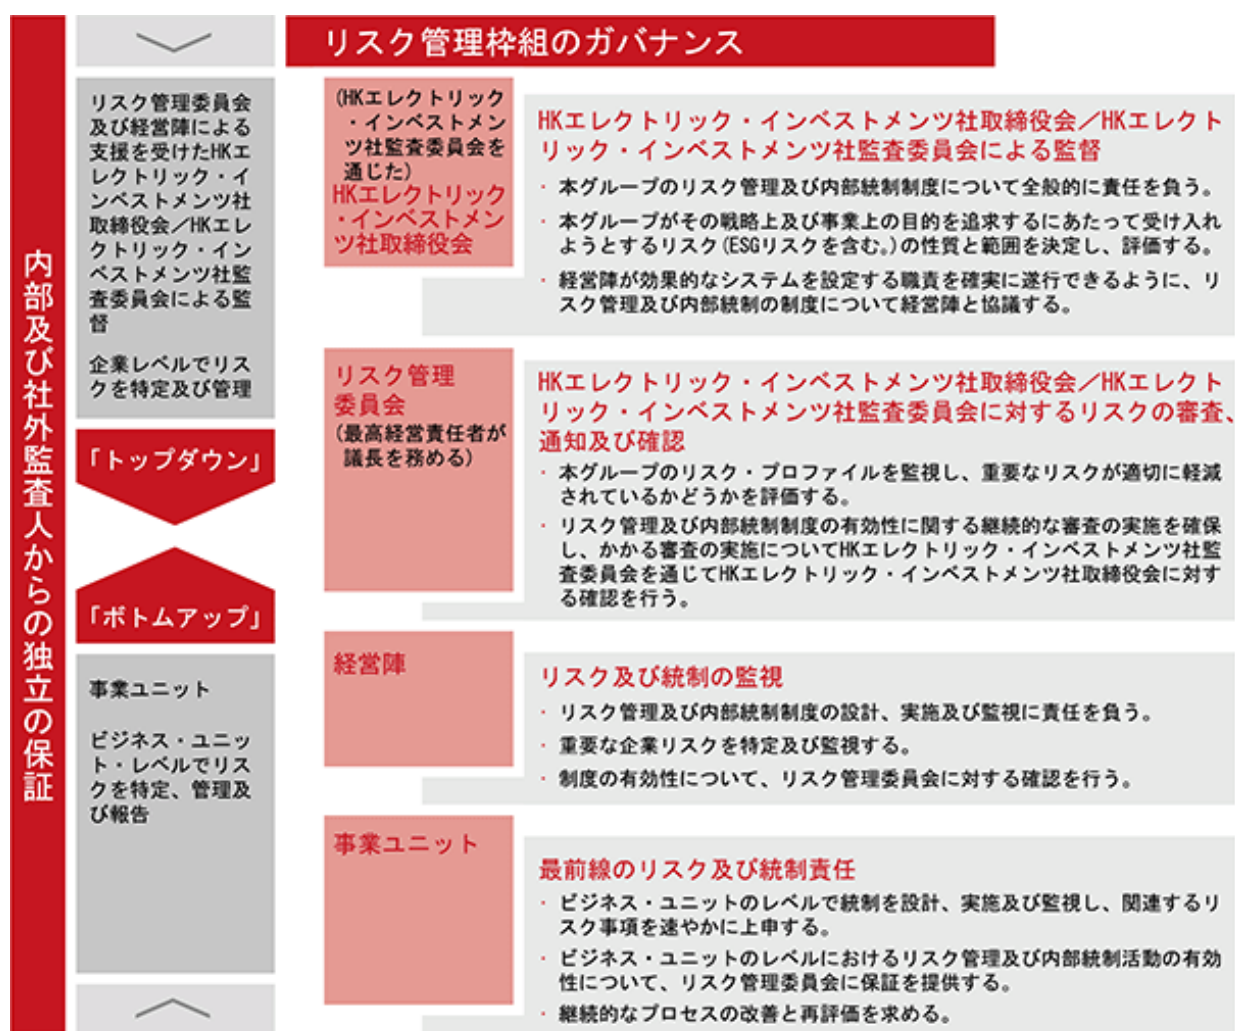 内部及び社外監査人からの独立の保証
リスク管理委員会
及び経営陣による
支援を受けたHKエ
レクトリック・イ
ンベストメンツ社
取締役会／HKエレ
クトリック・イン
ベストメンツ社監
査委員会による監
督
企業レベルでリス
クを特定及び管理
「トップダウン」
「ボトムアップ」
事業ユニット
ビジネス・ユニッ
ト・レベルでリス
クを特定、管理及
び報告
リスク管理枠組のガバナンス
(HKエレクトリック
・インベストメン
ツ社監査委員会を
通じた)
HKエレクトリック
・インベストメン
ツ社取締役会
HKエレクトリック・インベストメンツ社取締役会／HKエレクト
リック・インベストメンツ社監査委員会による監督
・本グループのリスク管理及び内部統制制度について全般的に責任を負う。
・本グループがその戦略上及び事業上の目的を追求するにあたって受け入れ
ようとするリスク(ESGリスクを含む。)の性質と範囲を決定し、評価する。
・経営陣が効果的なシステムを設定する職責を確実に遂行できるように、リ
スク管理及び内部統制の制度について経営陣と協議する。
リスク管理
委員会
(最高経営責任者が
議長を務める)
HKエレクトリック・インベストメンツ社取締役会／HKエレクト
リック・インベストメンツ社監査委員会に対するリスクの審査、
通知及び確認
・本グループのリスク・プロファイルを監視し、重要なリスクが適切に軽減
されているかどうかを評価する。
・リスク管理及び内部統制制度の有効性に関する継続的な審査の実施を確保
し、かかる審査の実施についてHKエレクトリック・インベストメンツ社監
査委員会を通じてHKエレクトリック・インベストメンツ社取締役会に対す
る確認を行う。
経営陣
リスク及び統制の監視
・リスク管理及び内部統制制度の設計、実施及び監視に責任を負う。
・重要な企業リスクを特定及び監視する。
・制度の有効性について、リスク管理委員会に対する確認を行う。
事業ユニット
最前線のリスク及び統制責任
・ビジネス・ユニットのレベルで統制を設計、実施及び監視し、関連するリ
スク事項を速やかに上申する。
・ビジネス・ユニットのレベルにおけるリスク管理及び内部統制活動の有効
性について、リスク管理委員会に保証を提供する。
・継続的なプロセスの改善と再評価を求める。